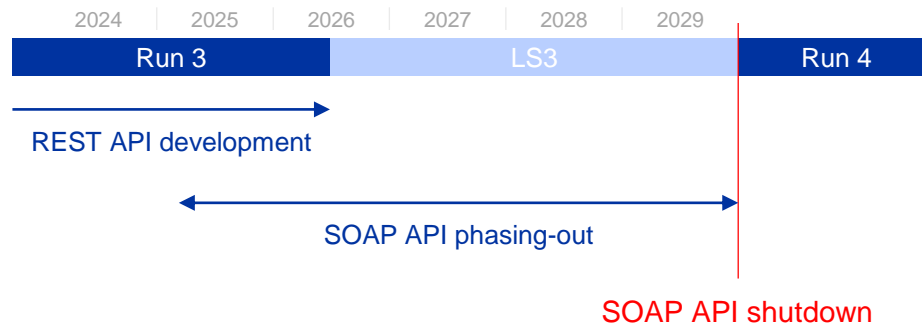 2024 2025 2026 2027 2028 2029
Run 3 LS3 Run 4
REST API development
SOAP API phasing-out
SOAP API shutdown